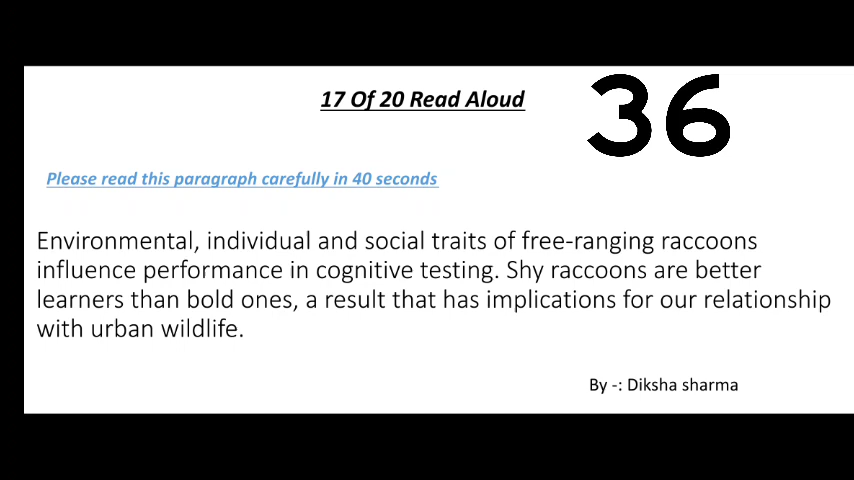 17 Of 20 Read Aloud
36
Please read this paragraph carefully in 40 seconds
Environmental, individual and social traits of free-ranging raccoons
influence performance in cognitive testing. Shy raccoons are better
learners than bold ones, a result that has implications for our relationship
with urban wildlife.
By -: Diksha sharma